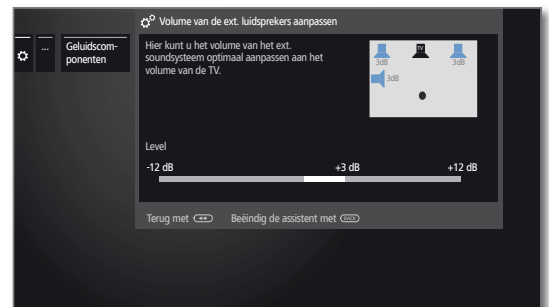 Volume van de ext. luidsprekers aanpassen
...
Geluidscom-
ponenten
Hier kunt u het volume van het ext.
soundsysteem optimaal aanpassen aan het
volume van de TV.
TV
3dB
3dB
3dB
Level
-12 dB
+3 dB
+12 dB
Terug met
Beëindig de assistent met BACK